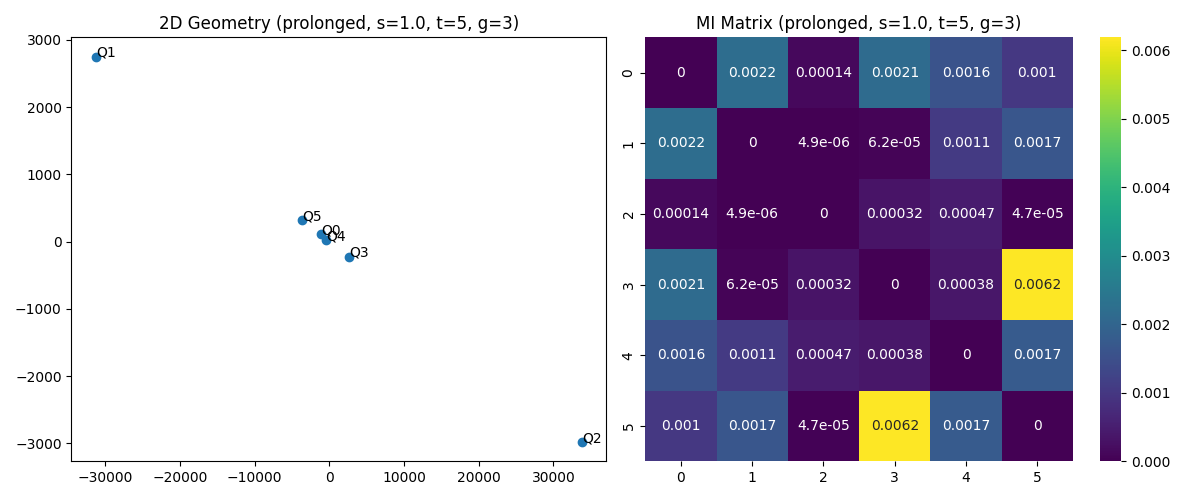 2D Geometry (prolonged, s=1.0, t=5, g=3)
3000
2000
1000
0
−1000
−2000
−3000
−30000 −20000 −10000 0 10000 20000 30000
Q1
Q5
Q0
Q4
Q3
Q2
MI Matrix (prolonged, s=1.0, t=5, g=3)
0 0 0.0022 0.00014 0.0021 0.0016 0.001
1 0.0022 0 4.9e-06 6.2e-05 0.0011 0.0017
2 0.00014 4.9e-06 0 0.00032 0.00047 4.7e-05
3 0.0021 6.2e-05 0.00032 0 0.00038 0.0062
4 0.0016 0.0011 0.00047 0.00038 0 0.0017
5 0.001 0.0017 4.7e-05 0.0062 0.0017 0
0 1 2 3 4 5
0.006
0.005
0.004
0.003
0.002
0.001
0.000